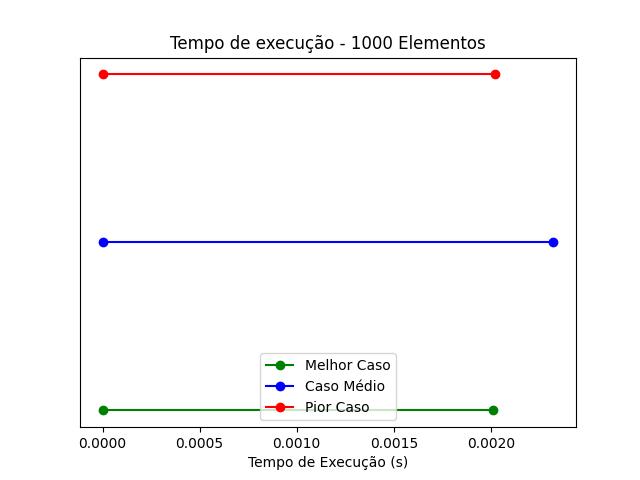 Tempo de execução - 1000 Elementos
Melhor Caso
Caso Médio
Pior Caso
0.0000 0.0005 0.0010 0.0015 0.0020
Tempo de Execução (s)